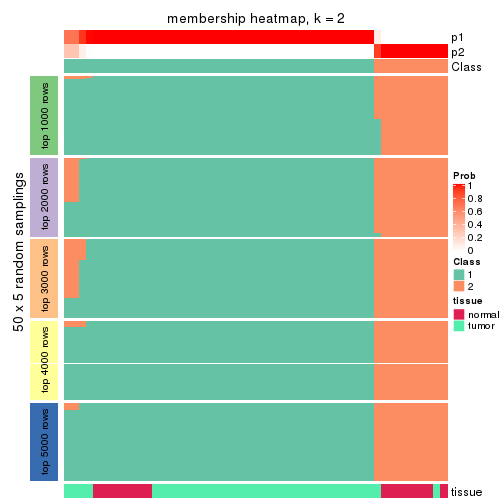 membership heatmap, k = 2
p1
p2
Class
50 x 5 random samplings
top 1000 rows
top 2000 rows
top 3000 rows
top 4000 rows
top 5000 rows
Prob
1
0.8
0.6
0.4
0.2
0
Class
1
2
tissue
normal
tumor
tissue